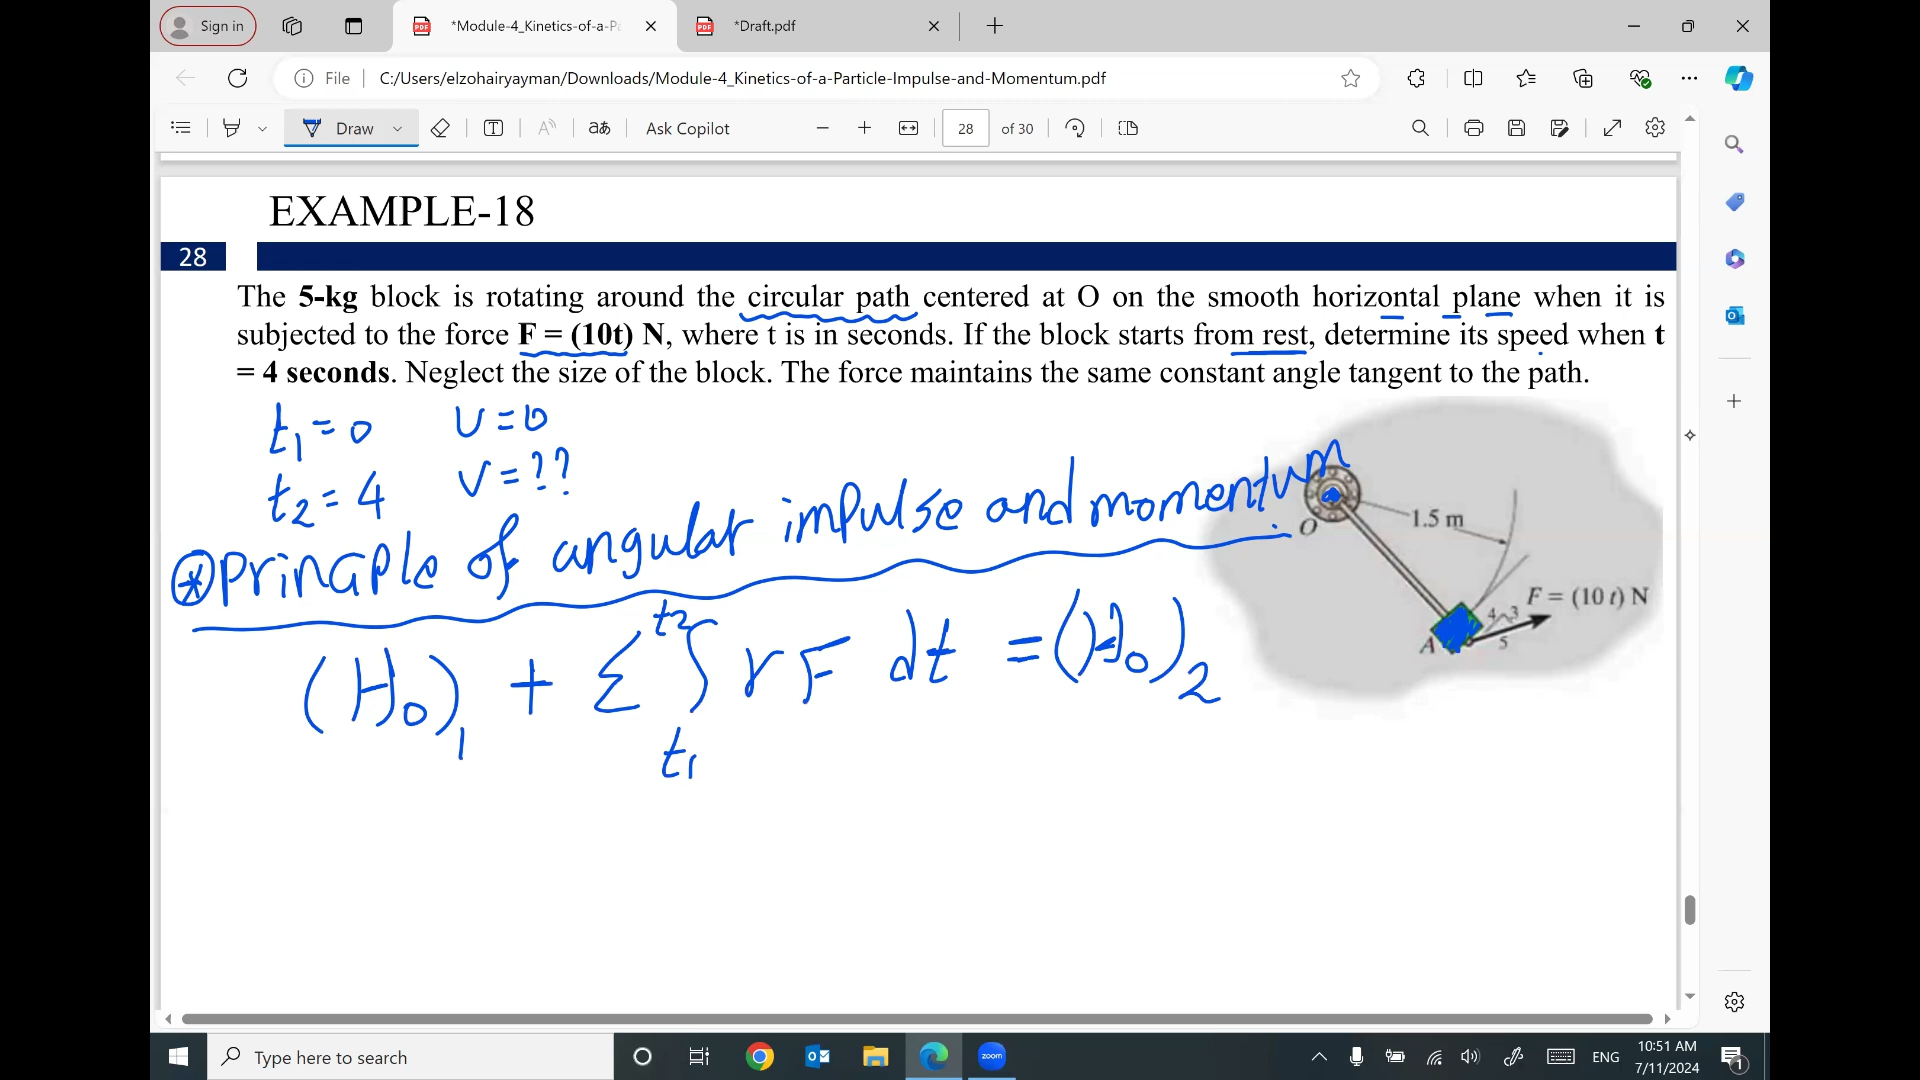 Sign in
*Module-4_Kinetics-of-a-P
*Draft.pdf
File
C:/Users/elzohairyayman/Downloads/Module-4_Kinetics-of-a-Particle-Impulse-and-Momentum.pdf
Draw
Ask Copilot
28 of 30
EXAMPLE-18
28
The 5-kg block is rotating around the circular path centered at O on the smooth horizontal plane when it is
subjected to the force F = (10t) N, where t is in seconds. If the block starts from rest, determine its speed when t
= 4 seconds. Neglect the size of the block. The force maintains the same constant angle tangent to the path.
t1 = 0 v = 0
t2 = 4 v = ??
* Principle of angular impulse and momentum
(Ho)1 + Σ ∫ t1 t2 r F dt = (Ho)2
O
1.5 m
F = (10 t) N
4 3
5
A
Type here to search
zoom
ENG
10:51 AM
7/11/2024
1